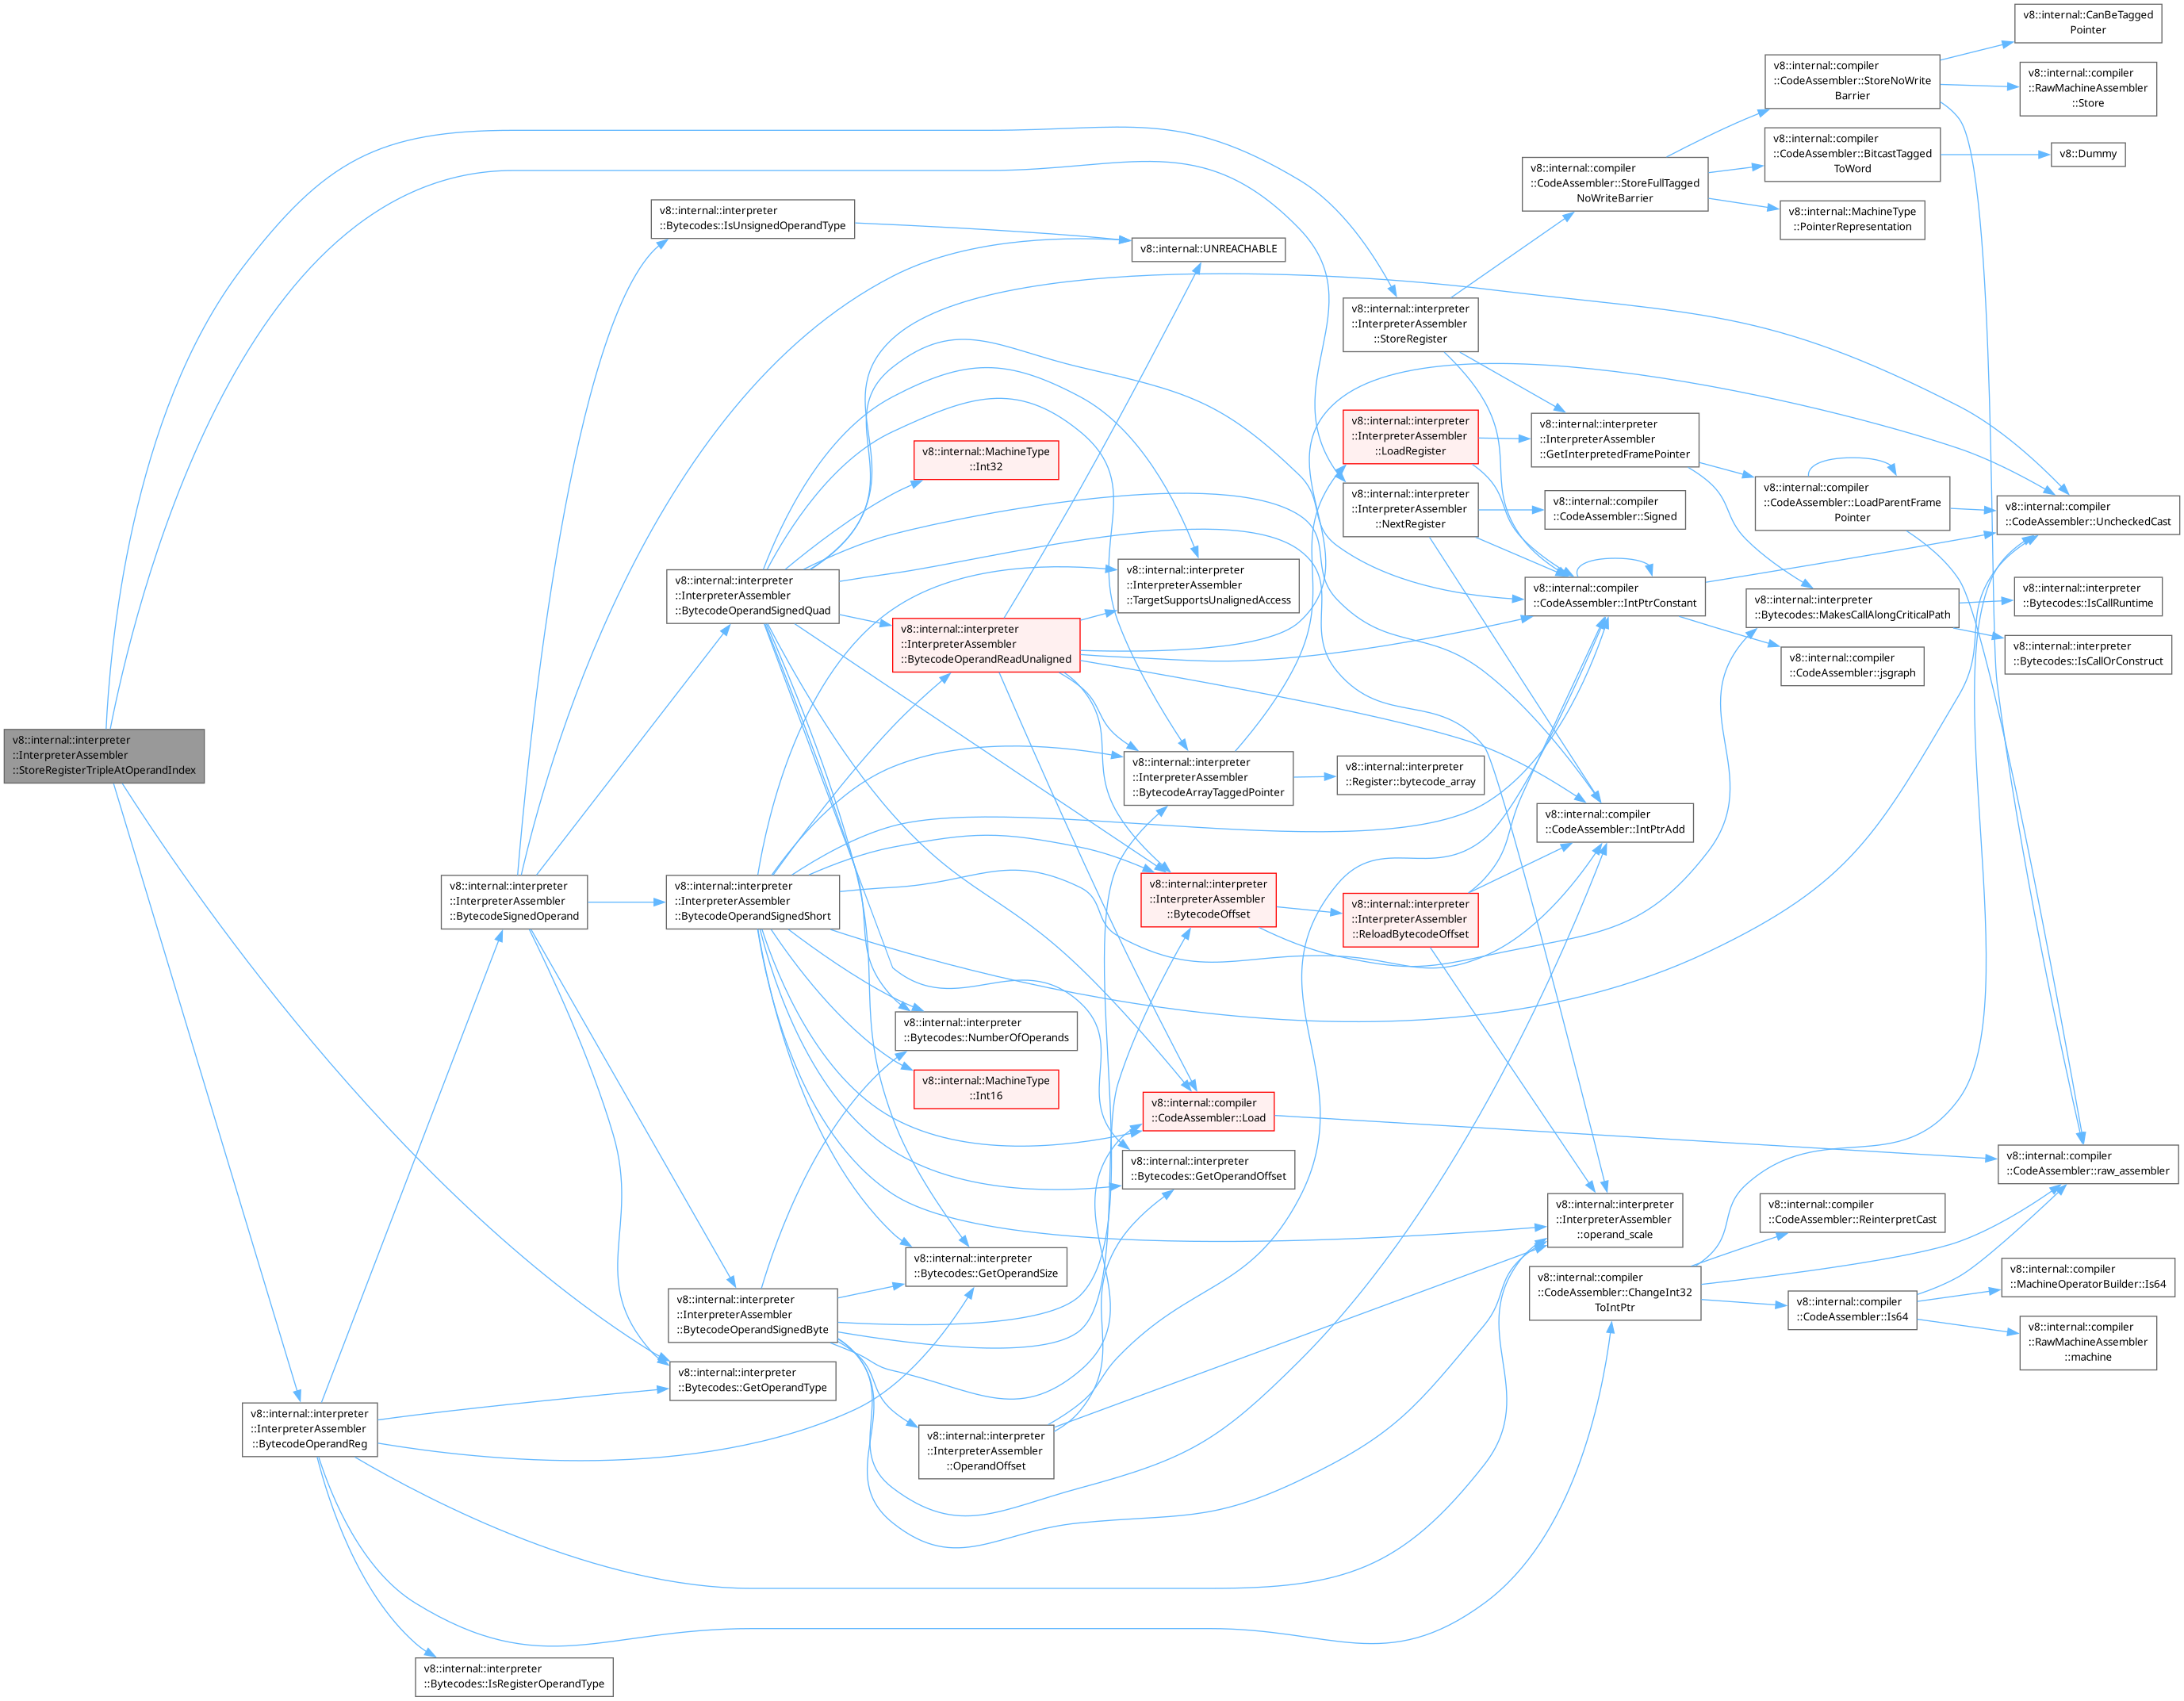 v8::internal::interpreter
::InterpreterAssembler
::StoreRegisterTripleAtOperandIndex
v8::internal::interpreter
::InterpreterAssembler
::BytecodeOperandReg
v8::internal::interpreter
::InterpreterAssembler
::BytecodeSignedOperand
v8::internal::interpreter
::Bytecodes::IsRegisterOperandType
v8::internal::interpreter
::Bytecodes::IsUnsignedOperandType
v8::internal::interpreter
::InterpreterAssembler
::BytecodeOperandSignedQuad
v8::internal::interpreter
::InterpreterAssembler
::BytecodeOperandSignedShort
v8::internal::interpreter
::InterpreterAssembler
::BytecodeOperandSignedByte
v8::internal::interpreter
::Bytecodes::GetOperandType
v8::internal::MachineType
::Int32
v8::internal::interpreter
::InterpreterAssembler
::BytecodeOperandReadUnaligned
v8::internal::interpreter
::Bytecodes::NumberOfOperands
v8::internal::MachineType
::Int16
v8::internal::interpreter
::Bytecodes::GetOperandSize
v8::internal::interpreter
::InterpreterAssembler
::OperandOffset
v8::internal::UNREACHABLE
v8::internal::interpreter
::InterpreterAssembler
::TargetSupportsUnalignedAccess
v8::internal::interpreter
::InterpreterAssembler
::BytecodeArrayTaggedPointer
v8::internal::interpreter
::InterpreterAssembler
::BytecodeOffset
v8::internal::compiler
::CodeAssembler::Load
v8::internal::interpreter
::Bytecodes::GetOperandOffset
v8::internal::interpreter
::InterpreterAssembler
::StoreRegister
v8::internal::interpreter
::InterpreterAssembler
::LoadRegister
v8::internal::interpreter
::InterpreterAssembler
::NextRegister
v8::internal::interpreter
::Register::bytecode_array
v8::internal::interpreter
::InterpreterAssembler
::ReloadBytecodeOffset
v8::internal::compiler
::CodeAssembler::StoreFullTagged
NoWriteBarrier
v8::internal::interpreter
::InterpreterAssembler
::GetInterpretedFramePointer
v8::internal::compiler
::CodeAssembler::Signed
v8::internal::compiler
::CodeAssembler::IntPtrConstant
v8::internal::compiler
::CodeAssembler::IntPtrAdd
v8::internal::interpreter
::InterpreterAssembler
::operand_scale
v8::internal::compiler
::CodeAssembler::ChangeInt32
ToIntPtr
v8::internal::compiler
::CodeAssembler::StoreNoWrite
Barrier
v8::internal::compiler
::CodeAssembler::BitcastTagged
ToWord
v8::internal::MachineType
::PointerRepresentation
v8::internal::compiler
::CodeAssembler::LoadParentFrame
Pointer
v8::internal::interpreter
::Bytecodes::MakesCallAlongCriticalPath
v8::internal::compiler
::CodeAssembler::jsgraph
v8::internal::compiler
::CodeAssembler::ReinterpretCast
v8::internal::compiler
::CodeAssembler::Is64
v8::internal::CanBeTagged
Pointer
v8::internal::compiler
::RawMachineAssembler
::Store
v8::Dummy
v8::internal::compiler
::CodeAssembler::UncheckedCast
v8::internal::interpreter
::Bytecodes::IsCallRuntime
v8::internal::interpreter
::Bytecodes::IsCallOrConstruct
v8::internal::compiler
::CodeAssembler::raw_assembler
v8::internal::compiler
::MachineOperatorBuilder::Is64
v8::internal::compiler
::RawMachineAssembler
::machine